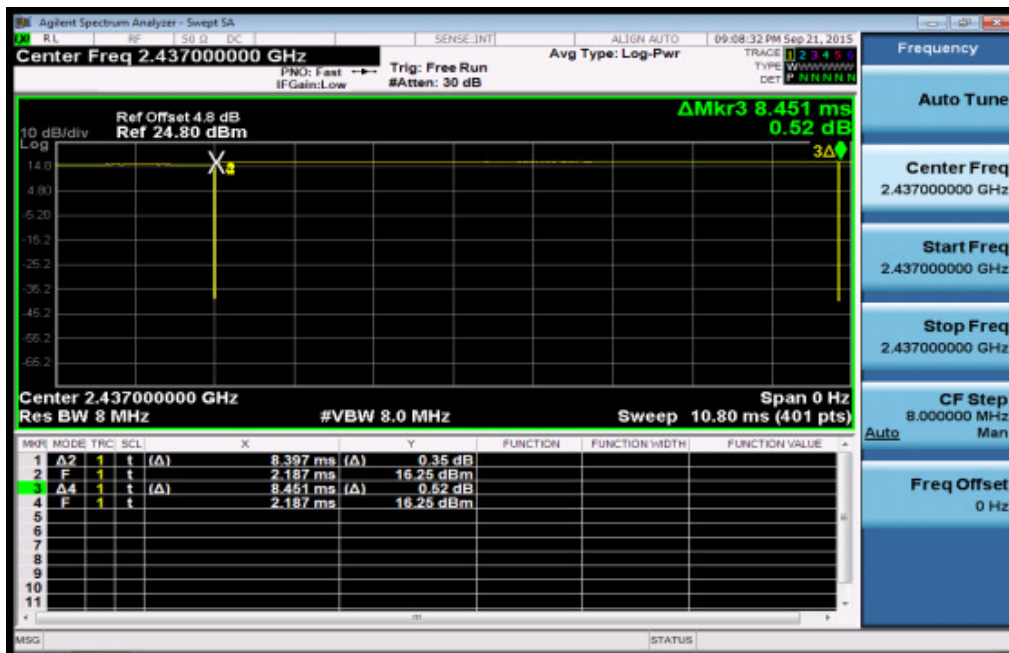 Agilent Spectrum Analyzer - Swept SA
RL RF 50 Ω DC SENSE:INT ALIGN AUTO 09:08:32 PM Sep 21, 2015
Center Freq 2.437000000 GHz
PNO: Fast
IFGain:Low
Trig: Free Run
#Atten: 30 dB
Avg Type: Log-Pwr
TRACE 1 2 3 4 5 6
TYPE WWWWWWW
DET P N N N N N
ΔMkr3 8.451 ms
0.52 dB
Ref Offset 4.8 dB
10 dB/div Ref 24.80 dBm
Log
3Δ
14.8
4.80
-5.20
-15.2
-25.2
-35.2
-45.2
-55.2
-65.2
Center 2.437000000 GHz Span 0 Hz
Res BW 8 MHz #VBW 8.0 MHz Sweep 10.80 ms (401 pts)
MKR MODE TRC SCL X Y FUNCTION FUNCTION WIDTH FUNCTION VALUE
1 Δ2 1 t (Δ) 8.397 ms (Δ) 0.35 dB
2 F 1 t 2.187 ms 16.25 dBm
3 Δ4 1 t (Δ) 8.451 ms (Δ) 0.52 dB
4 F 1 t 2.187 ms 16.25 dBm
5
6
7
8
9
10
11
MSG STATUS
Frequency
Auto Tune
Center Freq
2.437000000 GHz
Start Freq
2.437000000 GHz
Stop Freq
2.437000000 GHz
CF Step
8.000000 MHz
Auto Man
Freq Offset
0 Hz